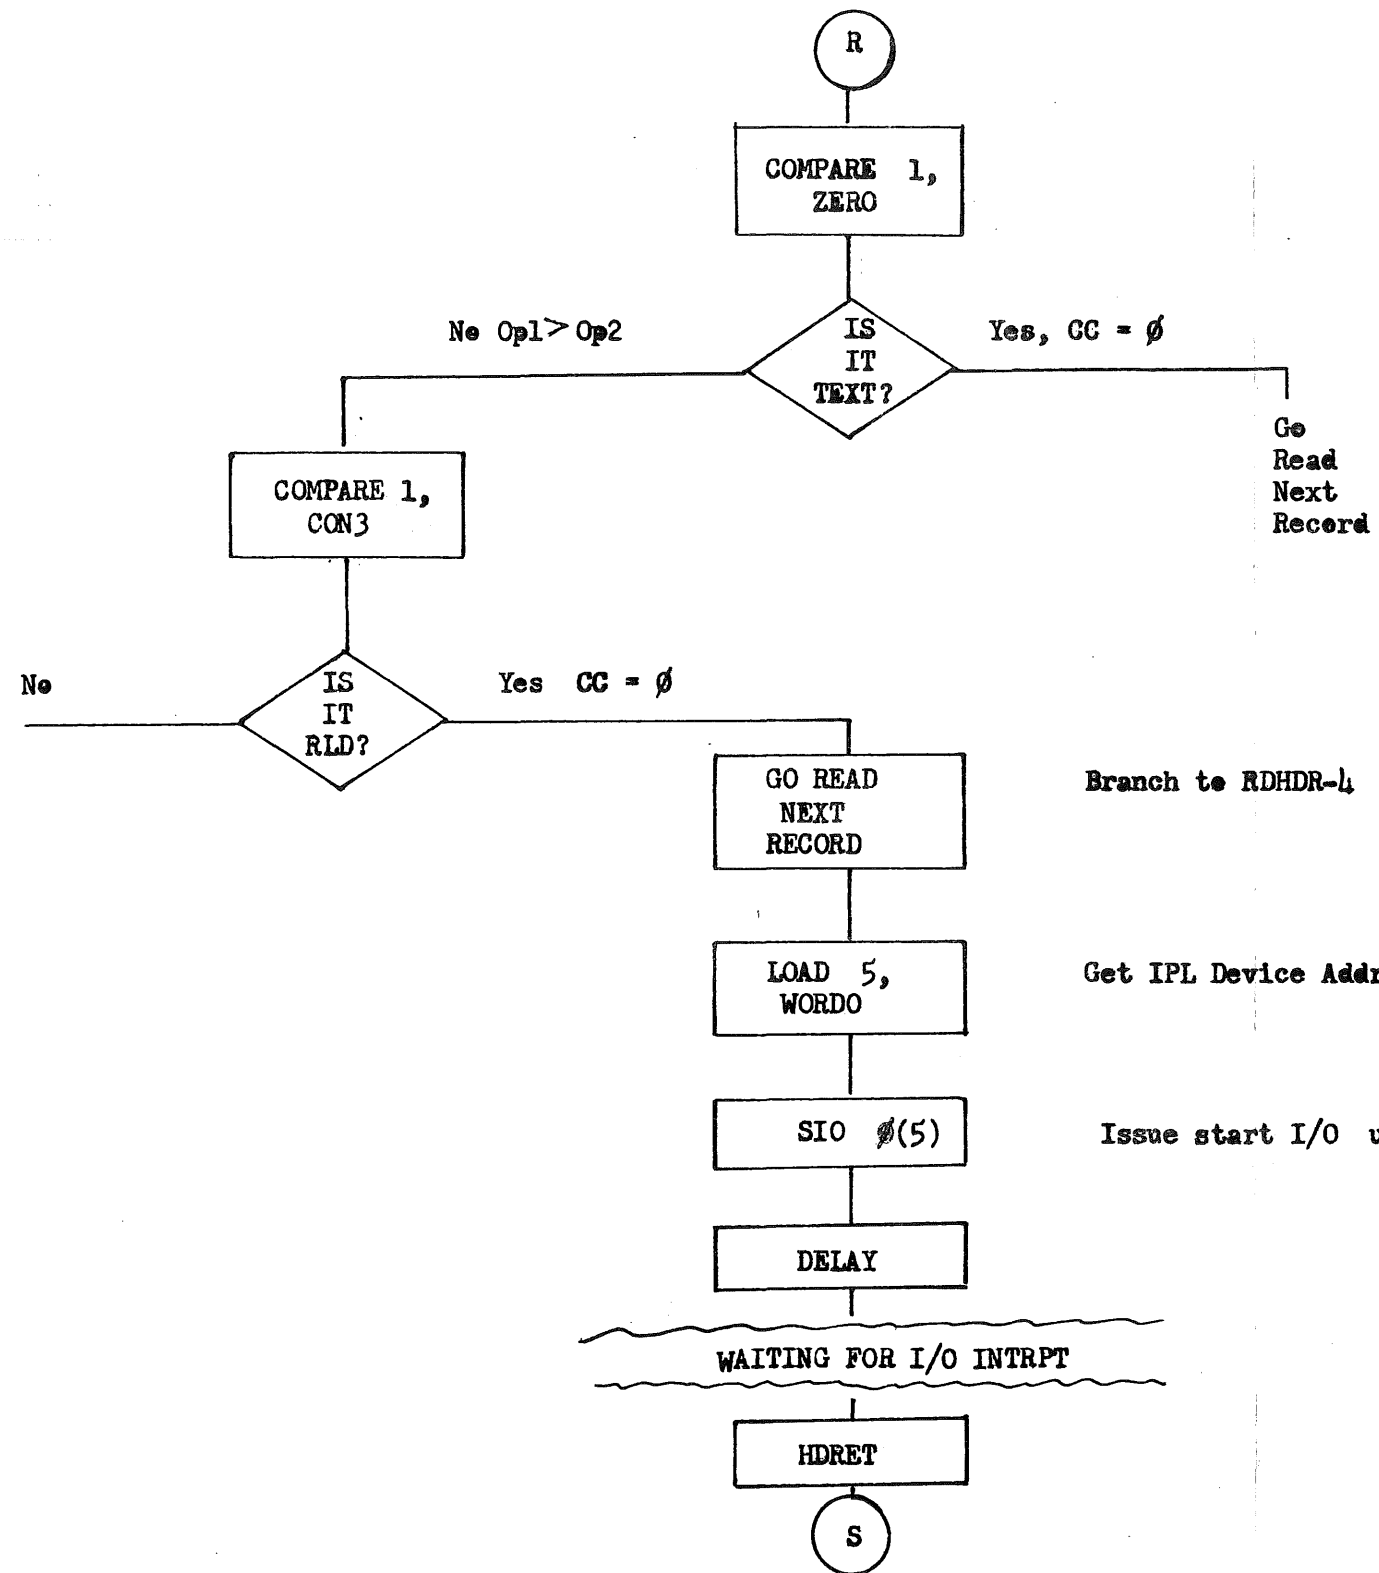 R
COMPARE 1,
ZERO
No Op1>Op2
IS
IT
TEXT?
Yes, CC = Ø
Go
Read
Next
Record
COMPARE 1,
CON3
No
IS
IT
RLD?
Yes CC = Ø
GO READ
NEXT
RECORD
Branch to RDHDR-4
LOAD 5,
WORDO
Get IPL Device Addr
SIO Ø(5)
Issue start I/O u
DELAY
WAITING FOR I/O INTRPT
HDRET
S